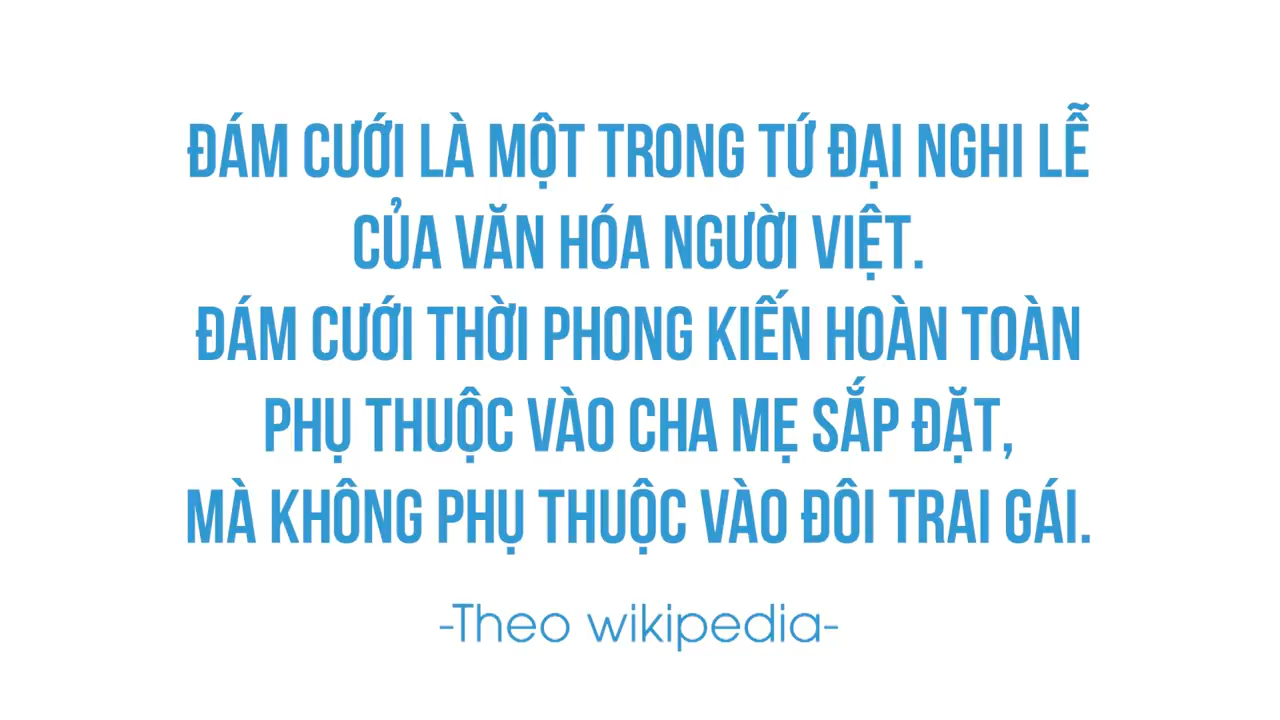 ĐÁM CƯỚI LÀ MỘT TRONG TỨ ĐẠI NGHI LỄ
CỦA VĂN HÓA NGƯỜI VIỆT.
ĐÁM CƯỚI THỜI PHONG KIẾN HOÀN TOÀN
PHỤ THUỘC VÀO CHA MẸ SẮP ĐẶT,
MÀ KHÔNG PHỤ THUỘC VÀO ĐÔI TRAI GÁI.
-Theo wikipedia-